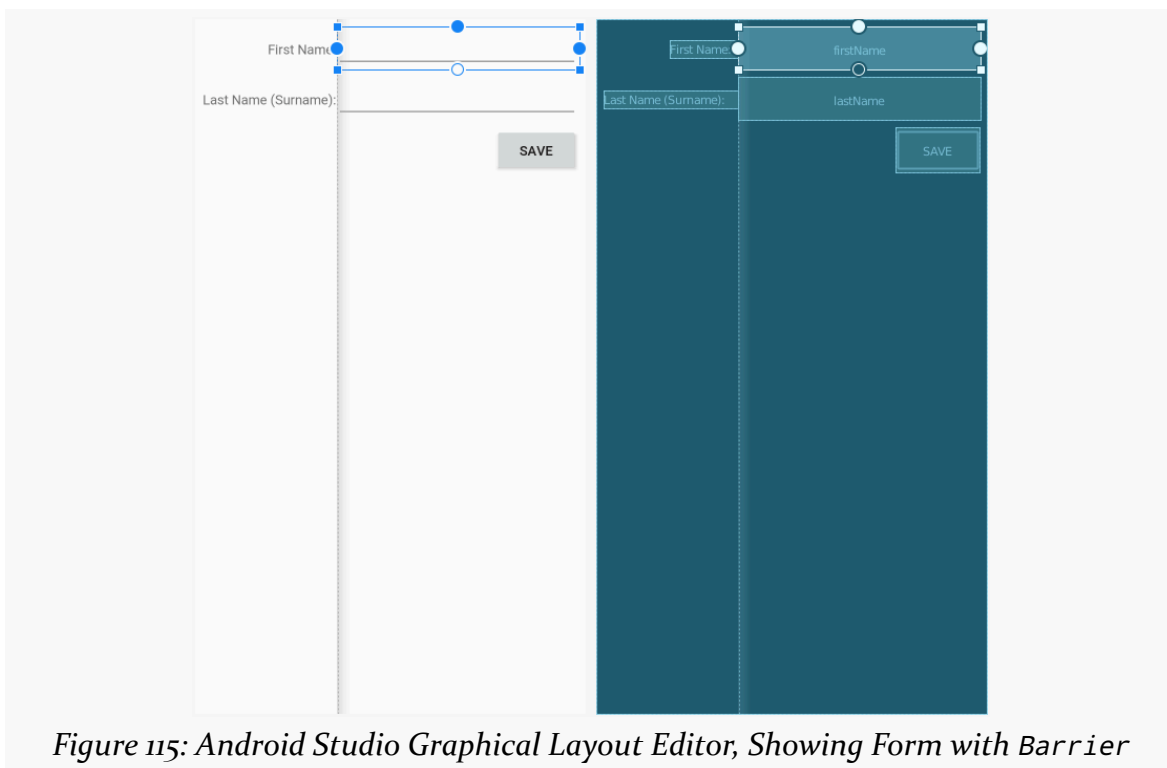 First Name
Last Name (Surname):
SAVE
First Name:
firstName
Last Name (Surname):
lastName
SAVE
Figure 115: Android Studio Graphical Layout Editor, Showing Form with Barrier